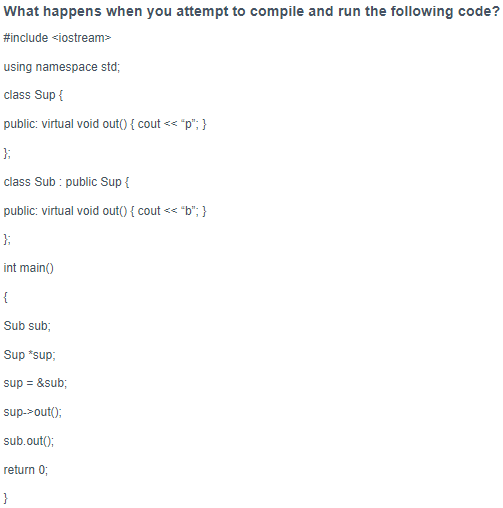 What happens when you attempt to compile and run the following code?
#include <iostream>
using namespace std;
class Sup {
public: virtual void out() { cout << “p”; }
};
class Sub : public Sup {
public: virtual void out() { cout << “b”; }
};
int main()
{
Sub sub;
Sup *sup;
sup = &sub;
sup->out();
sub.out();
return 0;
}